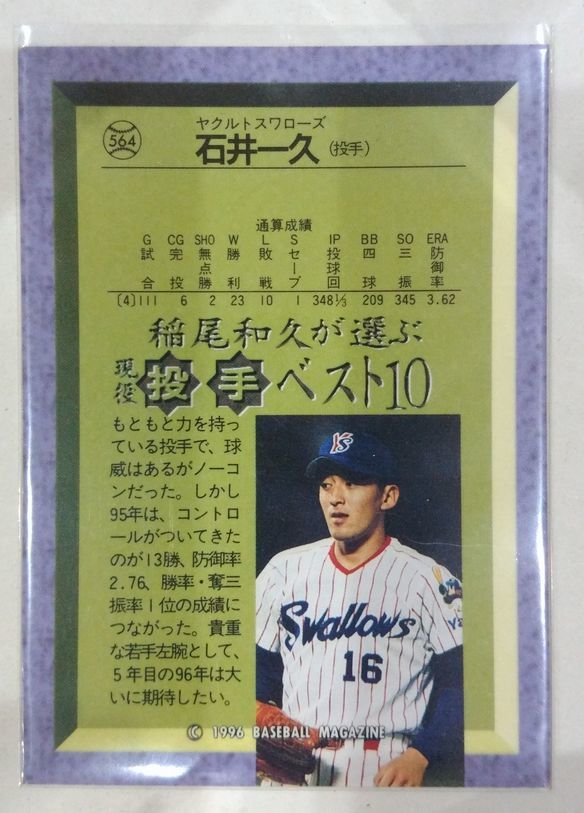 564
ヤクルトスワローズ
石井一久(投手)
通算成績
G CG SHO W L S IP BB SO ERA
試合 完投 無点勝 勝利 敗戦 セーブ 投球回 四球 三振 防御率
〔4〕111 6 2 23 10 1 348⅓ 209 345 3.62
稲尾和久が選ぶ
現役投手ベスト10
もともと力を持っ
ている投手で、球
威はあるがノーコ
ンだった。しかし
95年は、コントロ
ールがついてきた
のが13勝、防御率
2.76、勝率・奪三
振率1位の成績に
つながった。貴重
な若手左腕として、
5年目の96年は大
いに期待したい。
YS
Swallows
16
© 1996 BASEBALL MAGAZINE